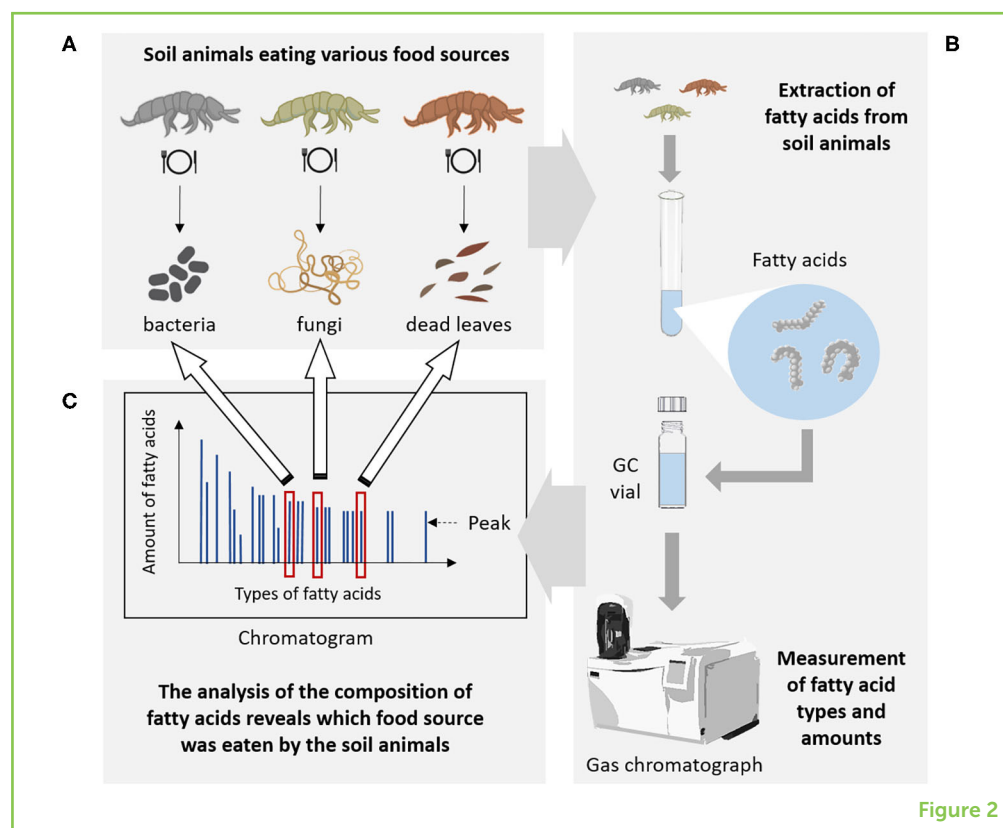 A
Soil animals eating various food sources
bacteria
fungi
dead leaves
B
Extraction of
fatty acids from
soil animals
Fatty acids
GC
vial
Gas chromatograph
Measurement
of fatty acid
types and
amounts
C
Amount of fatty acids
Peak
Types of fatty acids
Chromatogram
The analysis of the composition of
fatty acids reveals which food source
was eaten by the soil animals
Figure 2